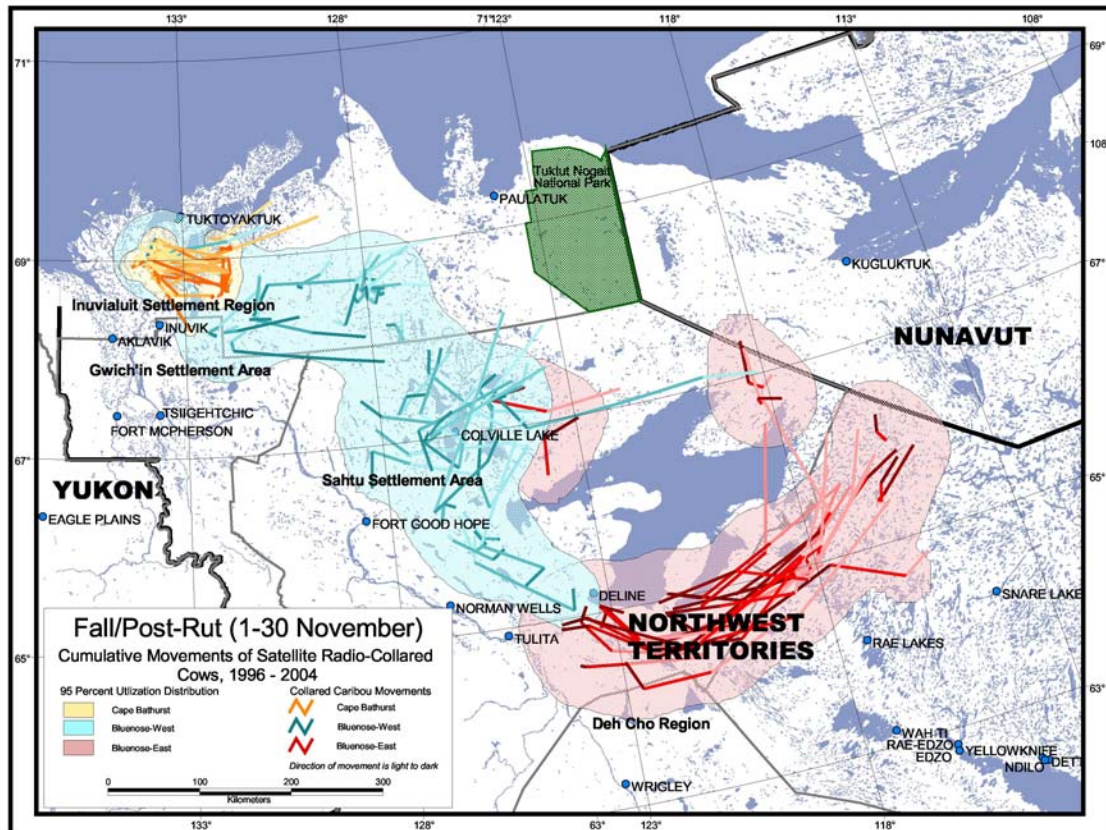 133°
128°
71°
123°
118°
113°
108°
71°
69°
108°
TUKTOYAKTUK
PAULATUK
Tuktut Nogait
National Park
69°
KUGLUKTUK
67°
Inuvialuit Settlement Region
INUVIK
AKLAVIK
NUNAVUT
Gwich'in Settlement Area
TSIIGEHTCHIC
FORT MCPHERSON
COLVILLE LAKE
67°
Sahtu Settlement Area
65°
YUKON
EAGLE PLAINS
FORT GOOD HOPE
DELINE
SNARE LAKE
NORMAN WELLS
NORTHWEST
TERRITORIES
TULITA
RAE LAKES
65°
63°
Deh Cho Region
WAH TI
RAE-EDZO
EDZO
YELLOWKNIFE
NDILO
DETT
WRIGLEY
Fall/Post-Rut (1-30 November)
Cumulative Movements of Satellite Radio-Collared
Cows, 1996 - 2004
95 Percent Utlization Distribution
Cape Bathurst
Bluenose-West
Bluenose-East
Collared Caribou Movements
Cape Bathurst
Bluenose-West
Bluenose-East
Direction of movement is light to dark
0 100 200 300
Kilometers
133°
128°
63°
123°
118°